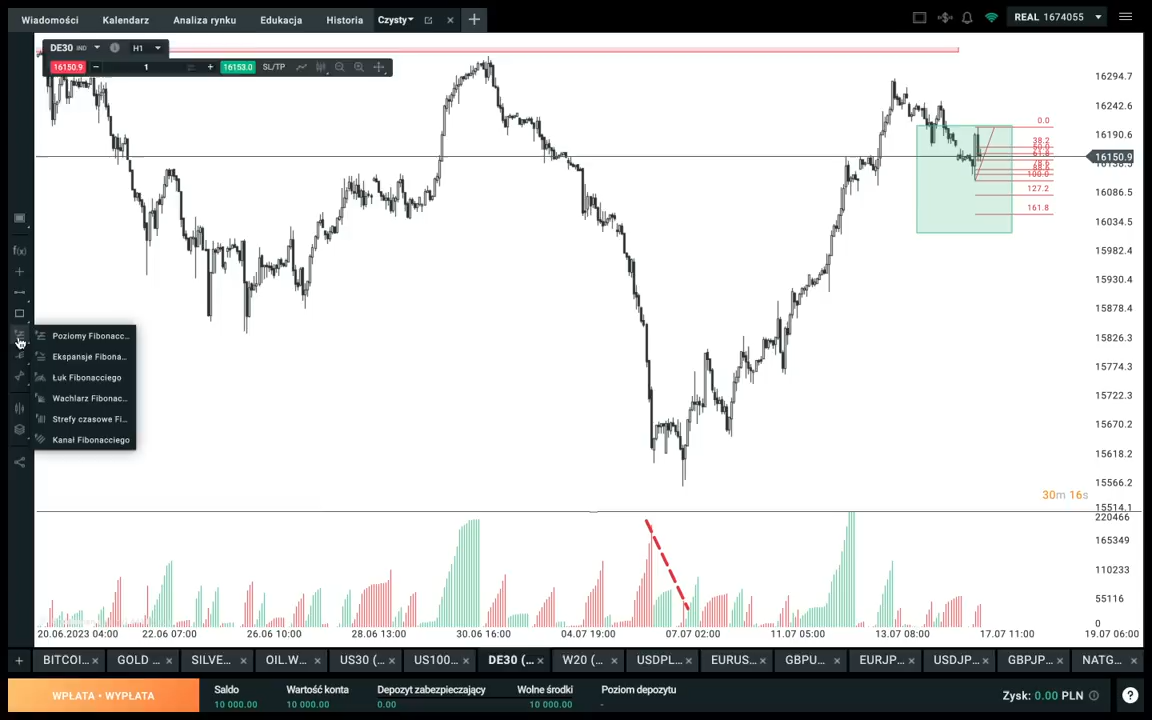 Wiadomości Kalendarz Analiza rynku Edukacja Historia Czysty REAL 1674055
DE30 IND H1
16150.9 1 16153.0 SL/TP
16294.7
16242.6
16190.6
16150.9
16086.5
16034.5
15982.4
15930.4
15878.4
15826.3
15774.3
15722.3
15670.2
15618.2
15566.2
15514.1
0.0
38.2
100.0
127.2
161.8
f(x)
Poziomy Fibonacc...
Ekspansje Fibona...
Łuk Fibonacciego
Wachlarz Fibonac...
Strefy czasowe Fi...
Kanał Fibonacciego
30m 16s
220466
165349
110233
55116
0
20.06.2023 04:00 22.06 07:00 26.06 10:00 28.06 13:00 30.06 16:00 04.07 19:00 07.07 02:00 11.07 05:00 13.07 08:00 17.07 11:00 19.07 06:00
BITCOI... GOLD ... SILVE... OIL.W... US30 (... US100... DE30 (... W20 (... USDPL... EURUS... GBPU... EURJP... USDJP... GBPJP... NATG...
WPŁATA • WYPŁATA
Saldo Wartość konta Depozyt zabezpieczający Wolne środki Poziom depozytu
10 000.00 10 000.00 0.00 10 000.00 -
Zysk: 0.00 PLN